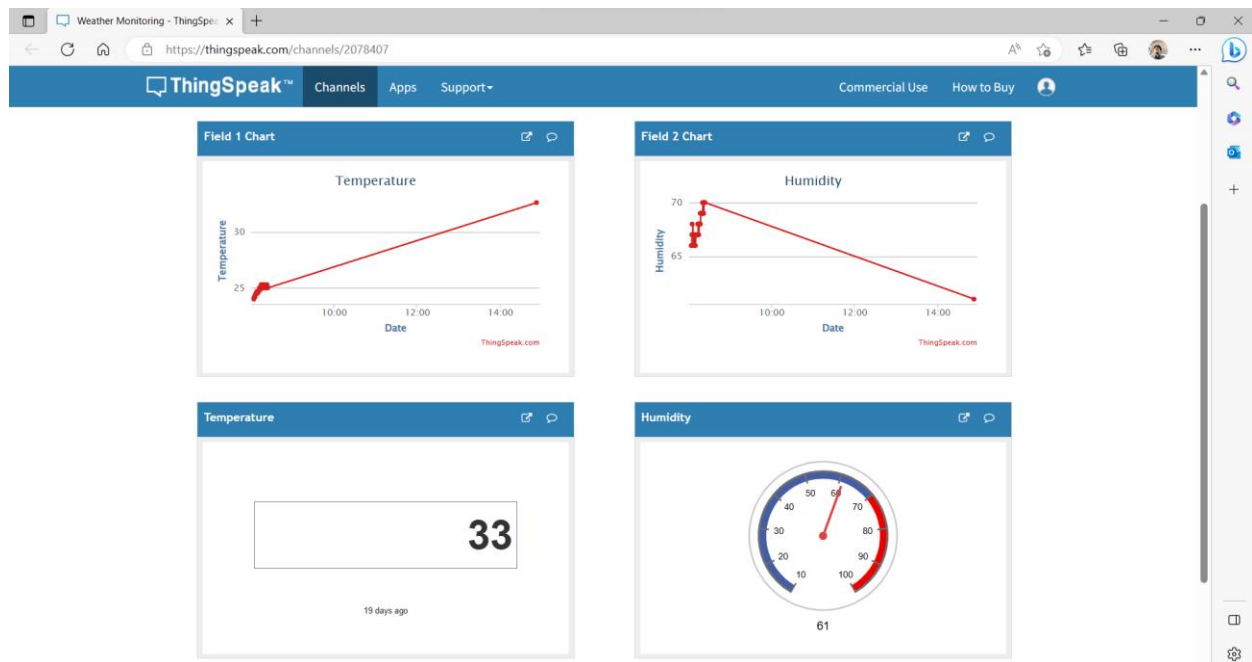 Weather Monitoring - ThingSpea
https://thingspeak.com/channels/2078407
ThingSpeak™ Channels Apps Support Commercial Use How to Buy
Field 1 Chart
Temperature
Temperature
30
25
10:00 12:00 14:00
Date
ThingSpeak.com
Field 2 Chart
Humidity
Humidity
70
65
10:00 12:00 14:00
Date
ThingSpeak.com
Temperature
33
19 days ago
Humidity
10
20
30
40
50
60
70
80
90
100
61